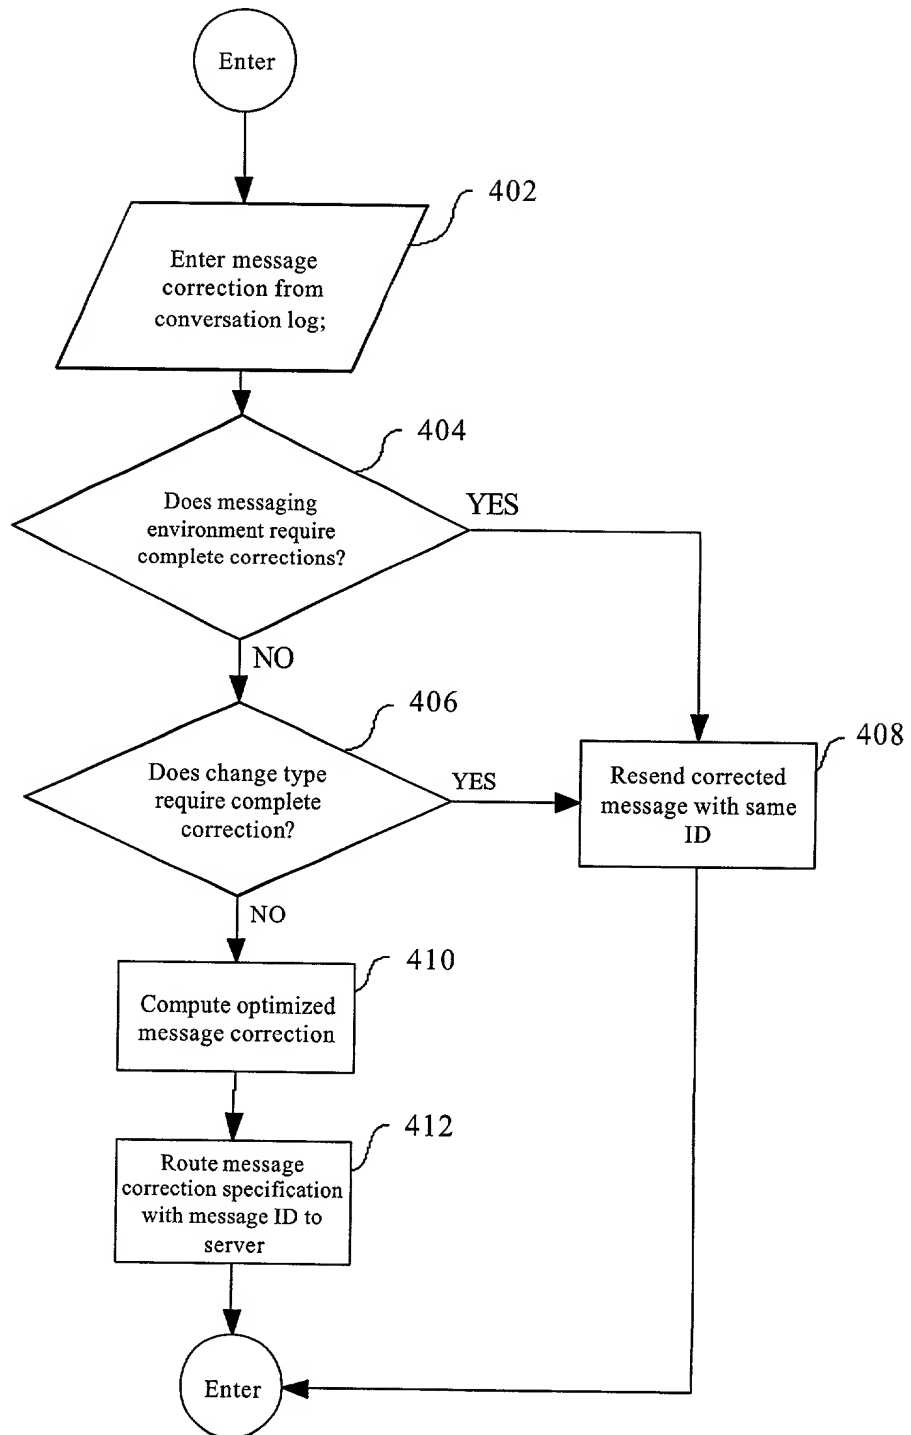 Enter
402
Enter message
correction from
conversation log;
404
Does messaging
environment require
complete corrections?
YES
NO
406
Does change type
require complete
correction?
YES
408
Resend corrected
message with same
ID
NO
410
Compute optimized
message correction
412
Route message
correction specification
with message ID to
server
Enter